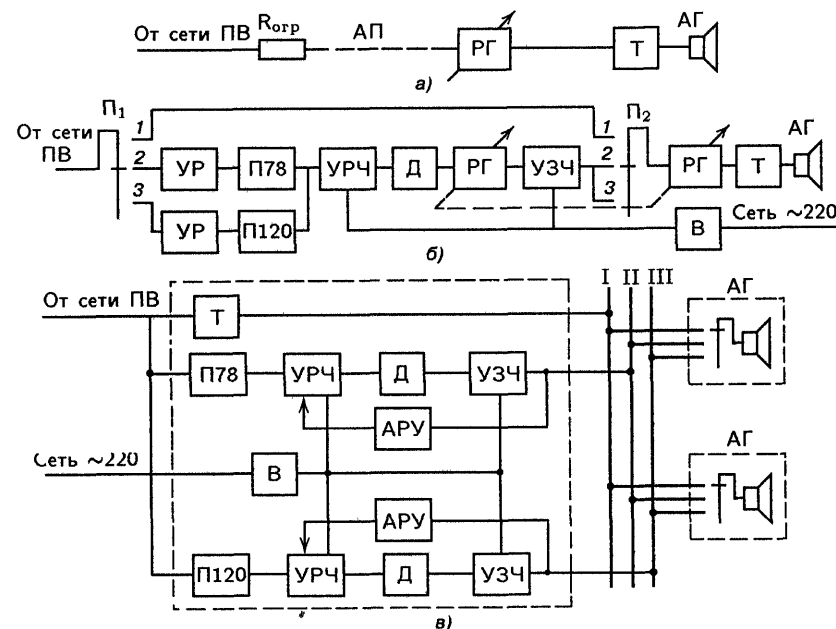 От сети ПВ Rогр АП РГ Т АГ
а)
П1 1 1 П2
От сети ПВ 2 УР П78 УРЧ Д РГ УЗЧ 2 РГ Т АГ
3 УР П120 3 В Сеть ~220
б)
I II III
От сети ПВ Т АГ
П78 УРЧ Д УЗЧ
АРУ
Сеть ~220 В АГ
АРУ
П120 УРЧ Д УЗЧ
в)